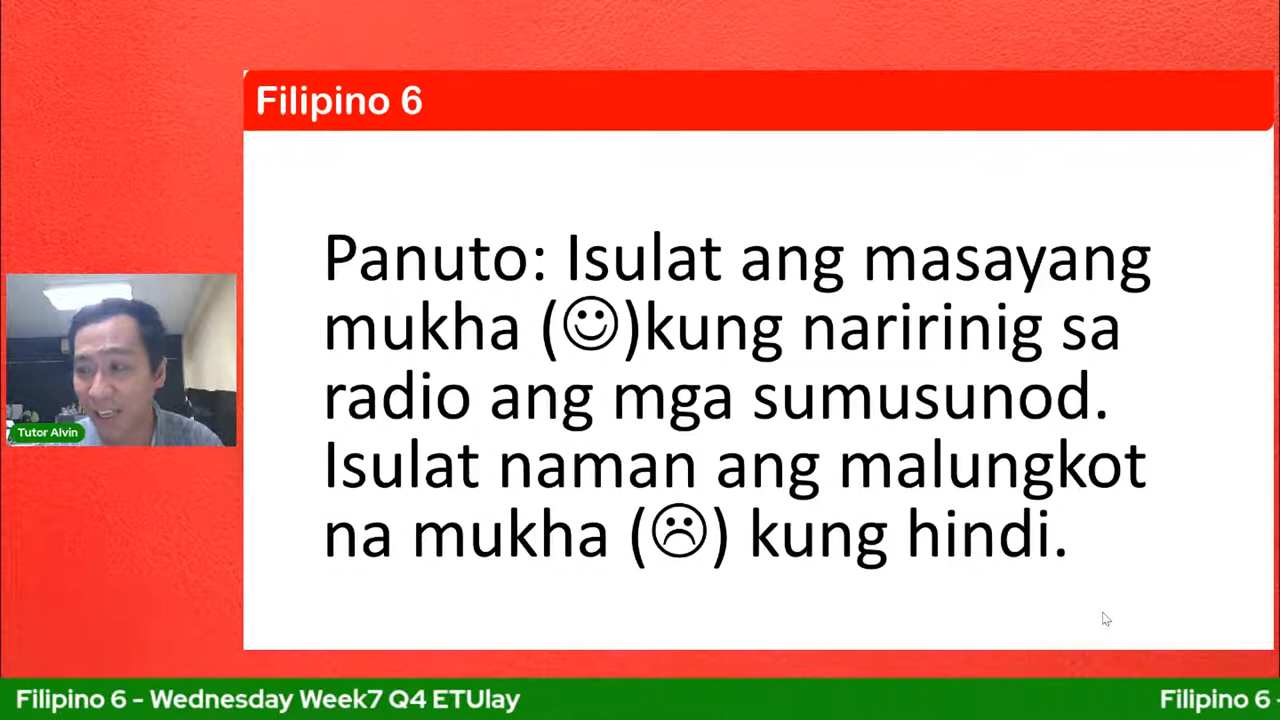 Filipino 6
Panuto: Isulat ang masayang
mukha (☺)kung naririnig sa
radio ang mga sumusunod.
Isulat naman ang malungkot
na mukha (☹) kung hindi.
Tutor Alvin
Filipino 6 - Wednesday Week7 Q4 ETUlay
Filipino 6 -